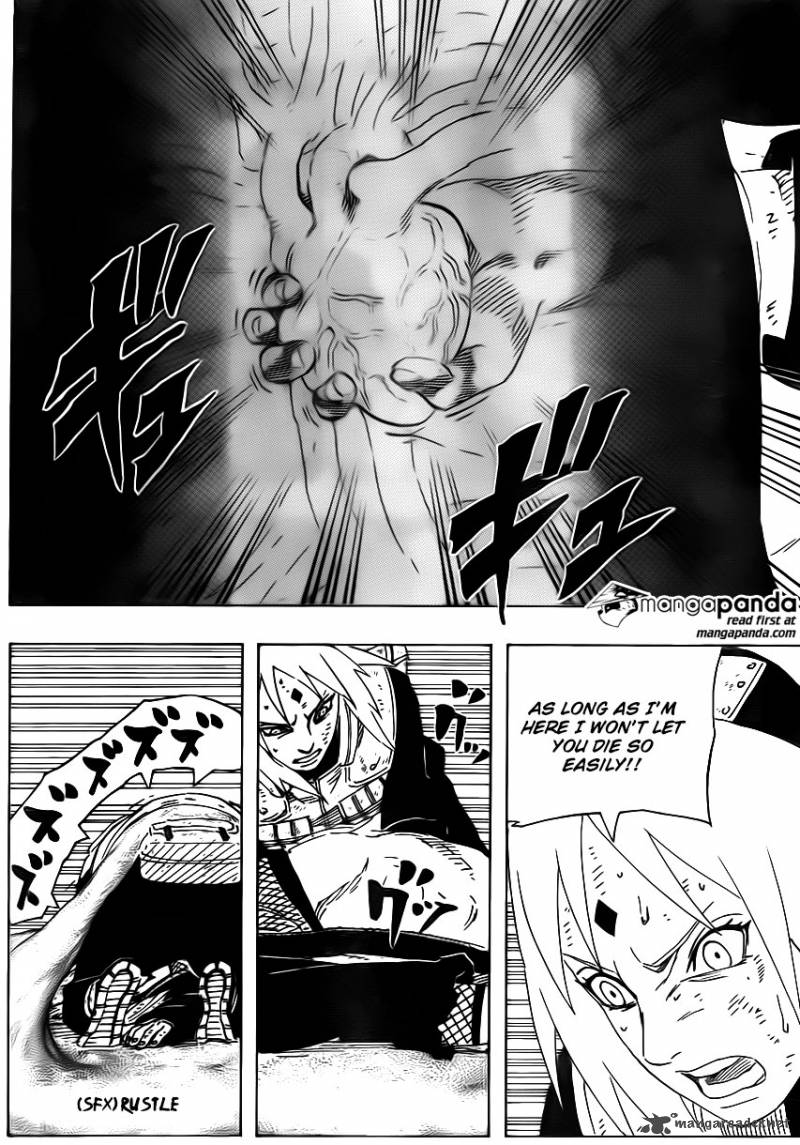 ギュ
ギュ
mangapanda
read first at
mangapanda.com
AS LONG AS I'M
HERE I WON'T LET
YOU DIE SO
EASILY!!
グッ
グッ
ズズズズズ
(SFX)RUSTLE
mangareader.net